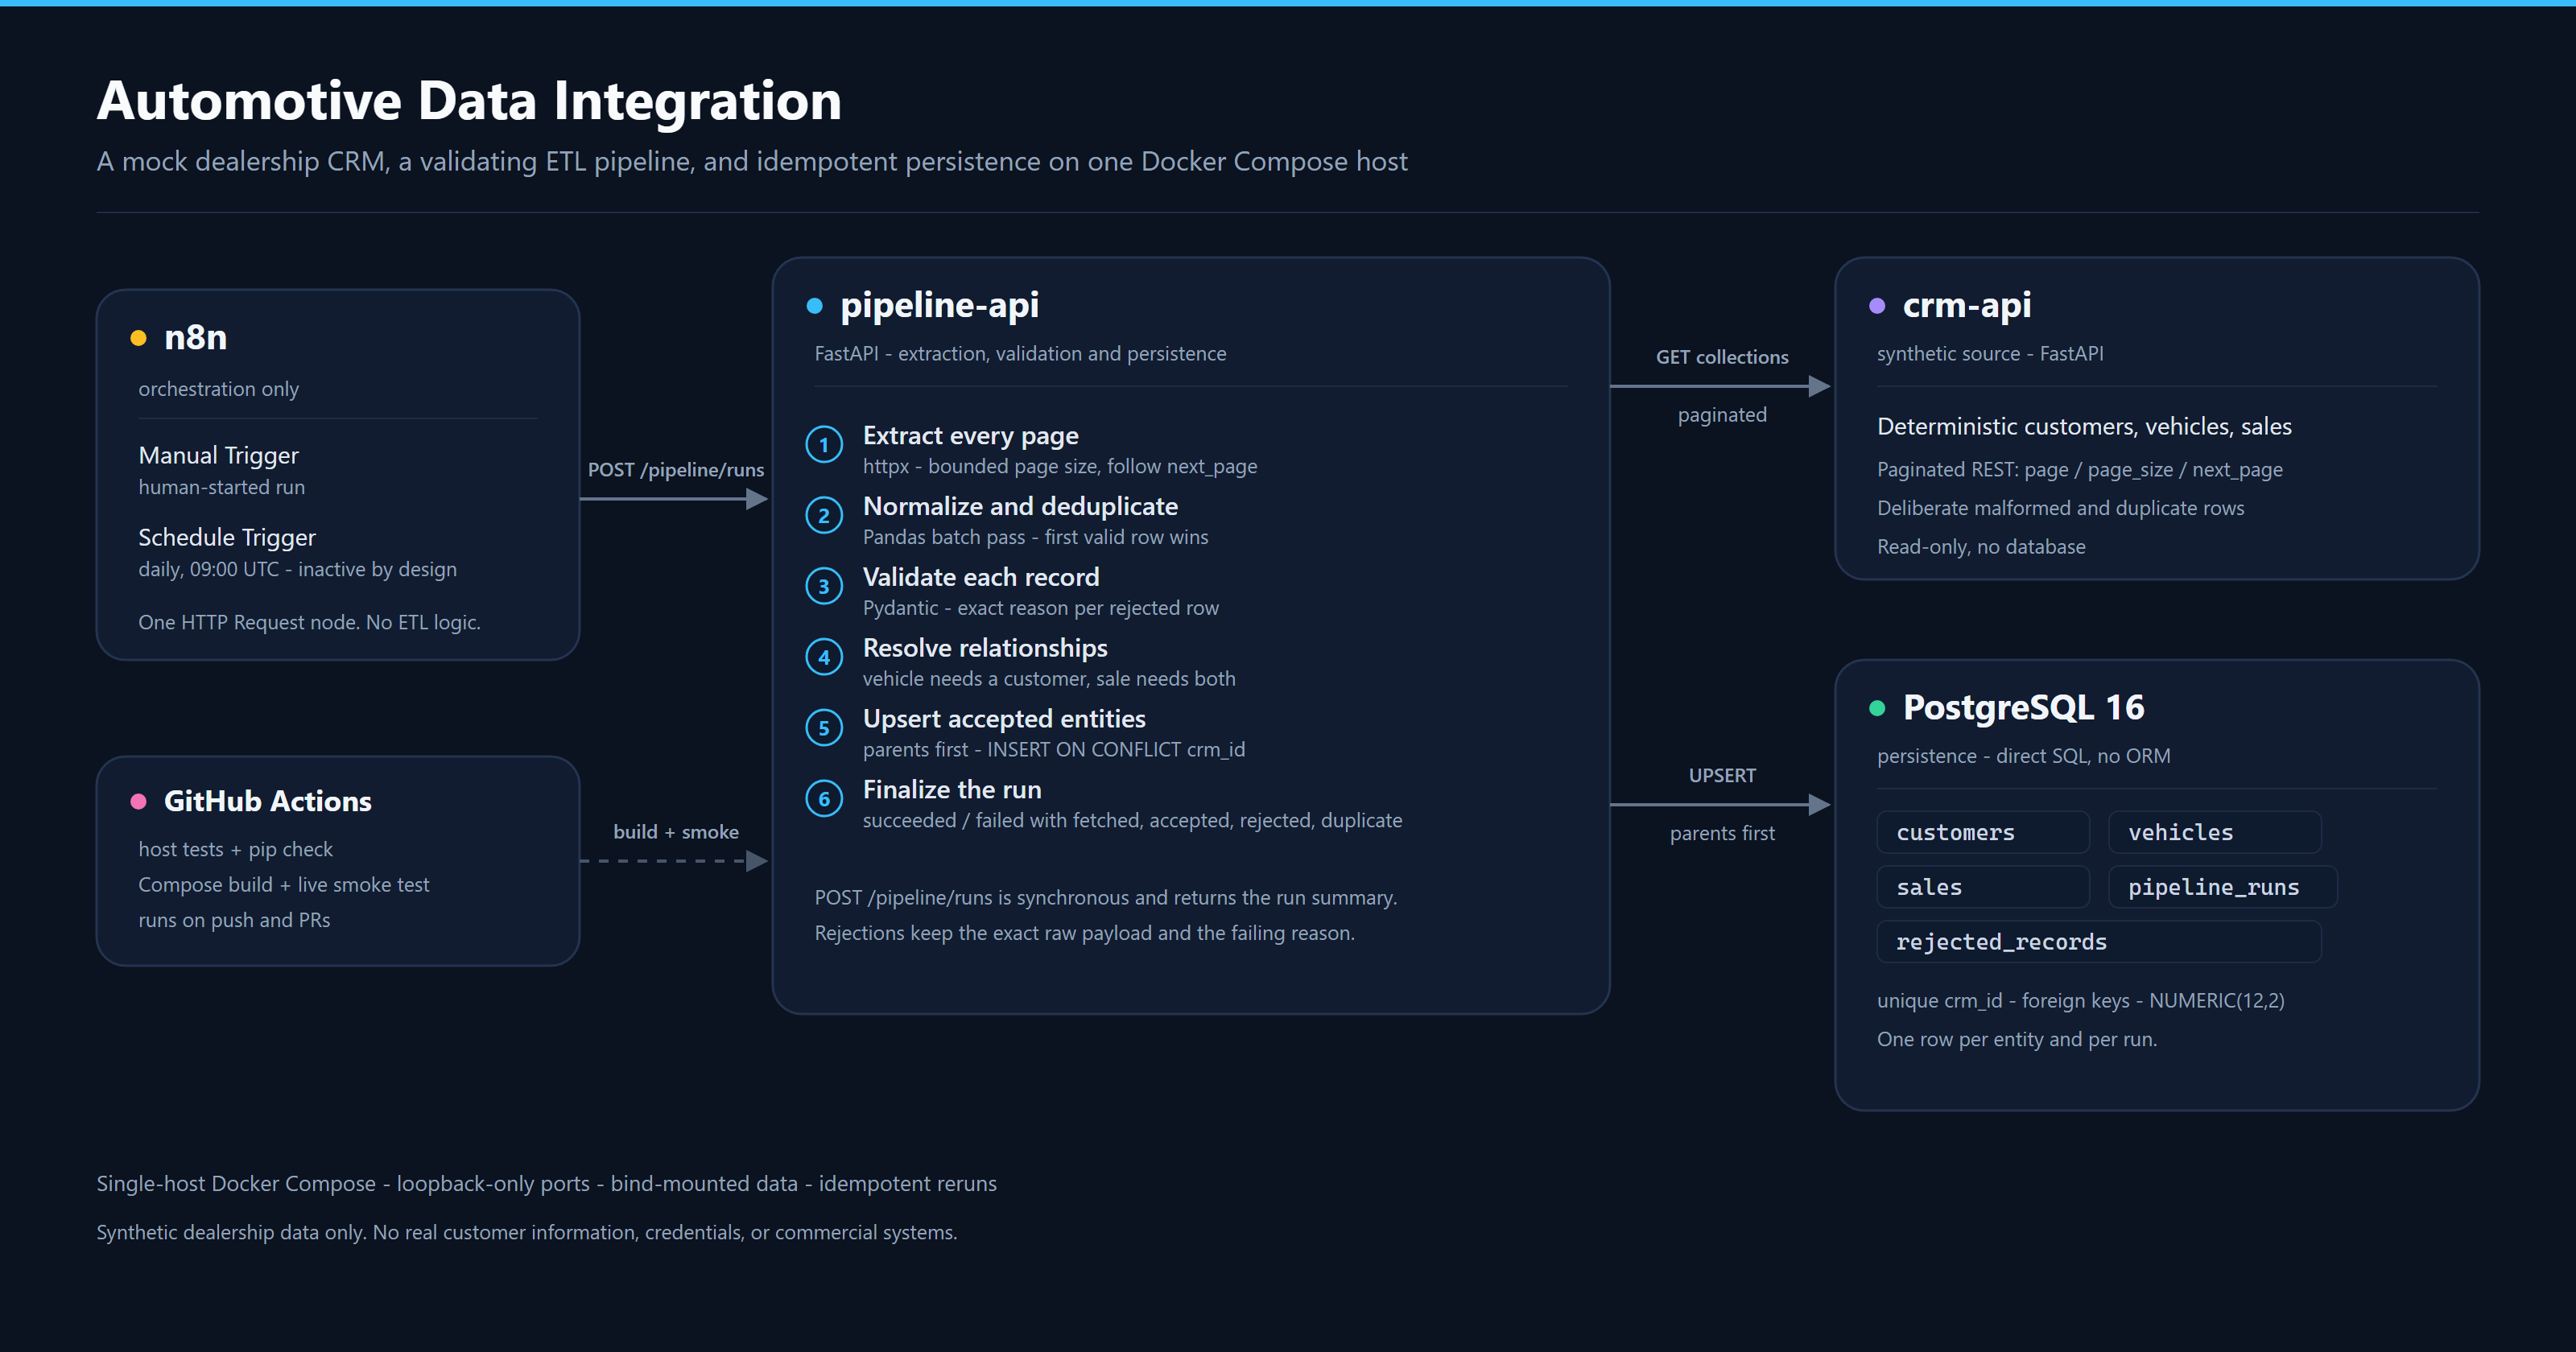 Automotive Data Integration
A mock dealership CRM, a validating ETL pipeline, and idempotent persistence on one Docker Compose host
n8n
orchestration only
Manual Trigger
human-started run
Schedule Trigger
daily, 09:00 UTC - inactive by design
One HTTP Request node. No ETL logic.
POST /pipeline/runs
GitHub Actions
host tests + pip check
Compose build + live smoke test
runs on push and PRs
build + smoke
pipeline-api
FastAPI - extraction, validation and persistence
1 Extract every page
httpx - bounded page size, follow next_page
2 Normalize and deduplicate
Pandas batch pass - first valid row wins
3 Validate each record
Pydantic - exact reason per rejected row
4 Resolve relationships
vehicle needs a customer, sale needs both
5 Upsert accepted entities
parents first - INSERT ON CONFLICT crm_id
6 Finalize the run
succeeded / failed with fetched, accepted, rejected, duplicate
POST /pipeline/runs is synchronous and returns the run summary.
Rejections keep the exact raw payload and the failing reason.
GET collections
paginated
crm-api
synthetic source - FastAPI
Deterministic customers, vehicles, sales
Paginated REST: page / page_size / next_page
Deliberate malformed and duplicate rows
Read-only, no database
UPSERT
parents first
PostgreSQL 16
persistence - direct SQL, no ORM
customers vehicles
sales pipeline_runs
rejected_records
unique crm_id - foreign keys - NUMERIC(12,2)
One row per entity and per run.
Single-host Docker Compose - loopback-only ports - bind-mounted data - idempotent reruns
Synthetic dealership data only. No real customer information, credentials, or commercial systems.